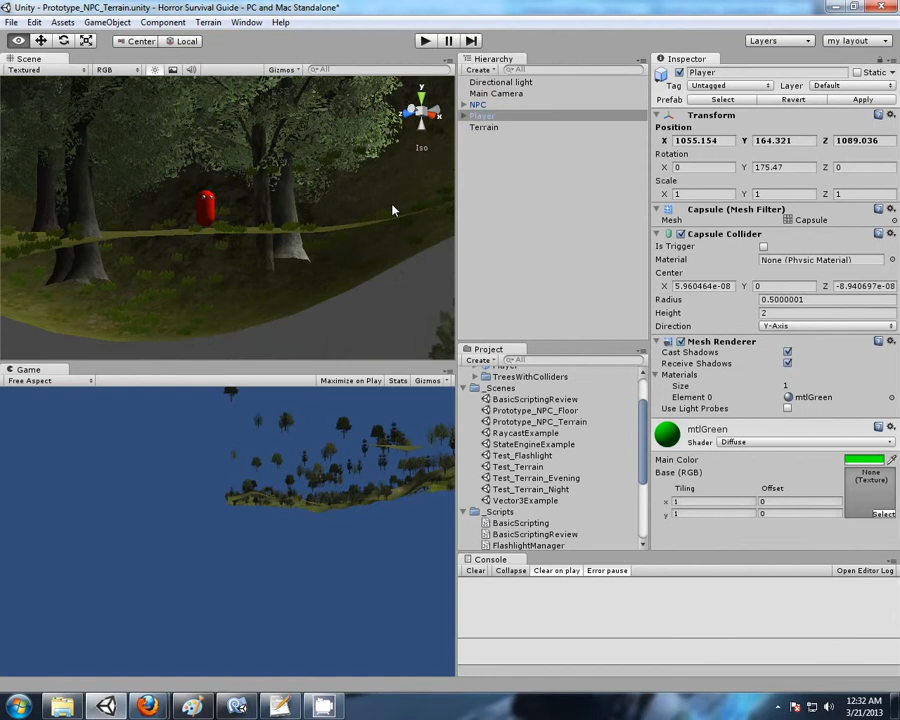 Unity - Prototype_NPC_Terrain.unity - Horror Survival Guide - PC and Mac Standalone*
File Edit Assets GameObject Component Terrain Window Help
Center Local Layers my layout
Scene
Textured RGB Gizmos All
y
z x
Iso
Game
Free Aspect Maximize on Play Stats Gizmos
Hierarchy
Create All
Directional light
Main Camera
NPC
Player
Terrain
Project
Create All
Player
TreesWithColliders
_Scenes
BasicScriptingReview
Prototype_NPC_Floor
Prototype_NPC_Terrain
RaycastExample
StateEngineExample
Test_Flashlight
Test_Terrain
Test_Terrain_Evening
Test_Terrain_Night
Vector3Example
_Scripts
BasicScripting
BasicScriptingReview
FlashlightManager
Console
Clear Collapse Clear on play Error pause Open Editor Log
Inspector
Player Static
Tag Untagged Layer Default
Prefab Select Revert Apply
Transform
Position
X 1055.154 Y 164.321 Z 1089.036
Rotation
X 0 Y 175.47 Z 0
Scale
X 1 Y 1 Z 1
Capsule (Mesh Filter)
Mesh Capsule
Capsule Collider
Is Trigger
Material None (Physic Material)
Center
X 5.960464e-08 Y 0 Z -8.940697e-08
Radius 0.5000001
Height 2
Direction Y-Axis
Mesh Renderer
Cast Shadows
Receive Shadows
Materials
Size 1
Element 0 mtlGreen
Use Light Probes
mtlGreen
Shader Diffuse
Main Color
Base (RGB) None (Texture)
Tiling Offset
x 1 0
y 1 0 Select
12:32 AM
3/21/2013